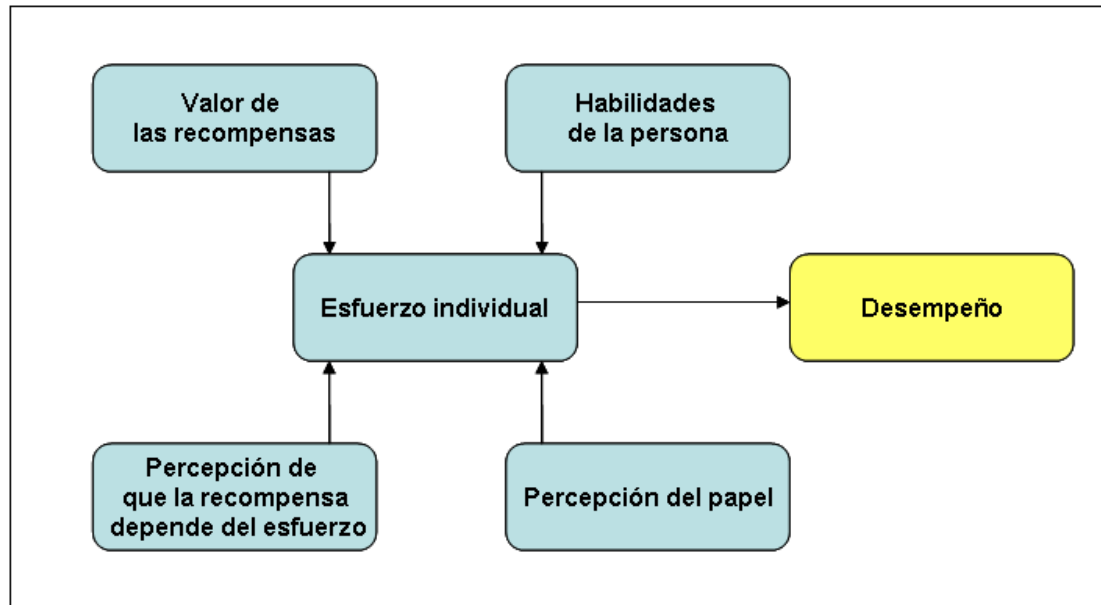 Valor de
las recompensas
Habilidades
de la persona
Esfuerzo individual
Desempeño
Percepción de
que la recompensa
depende del esfuerzo
Percepción del papel